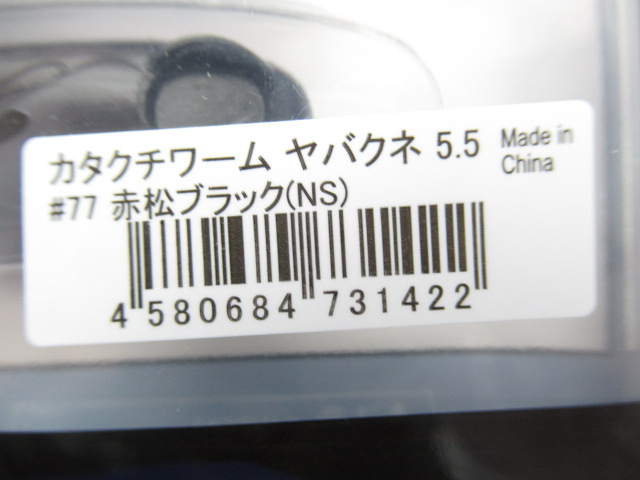 カタクチワーム ヤバクネ 5.5
Made in
China
#77 赤松ブラック(NS)
4 580684 731422